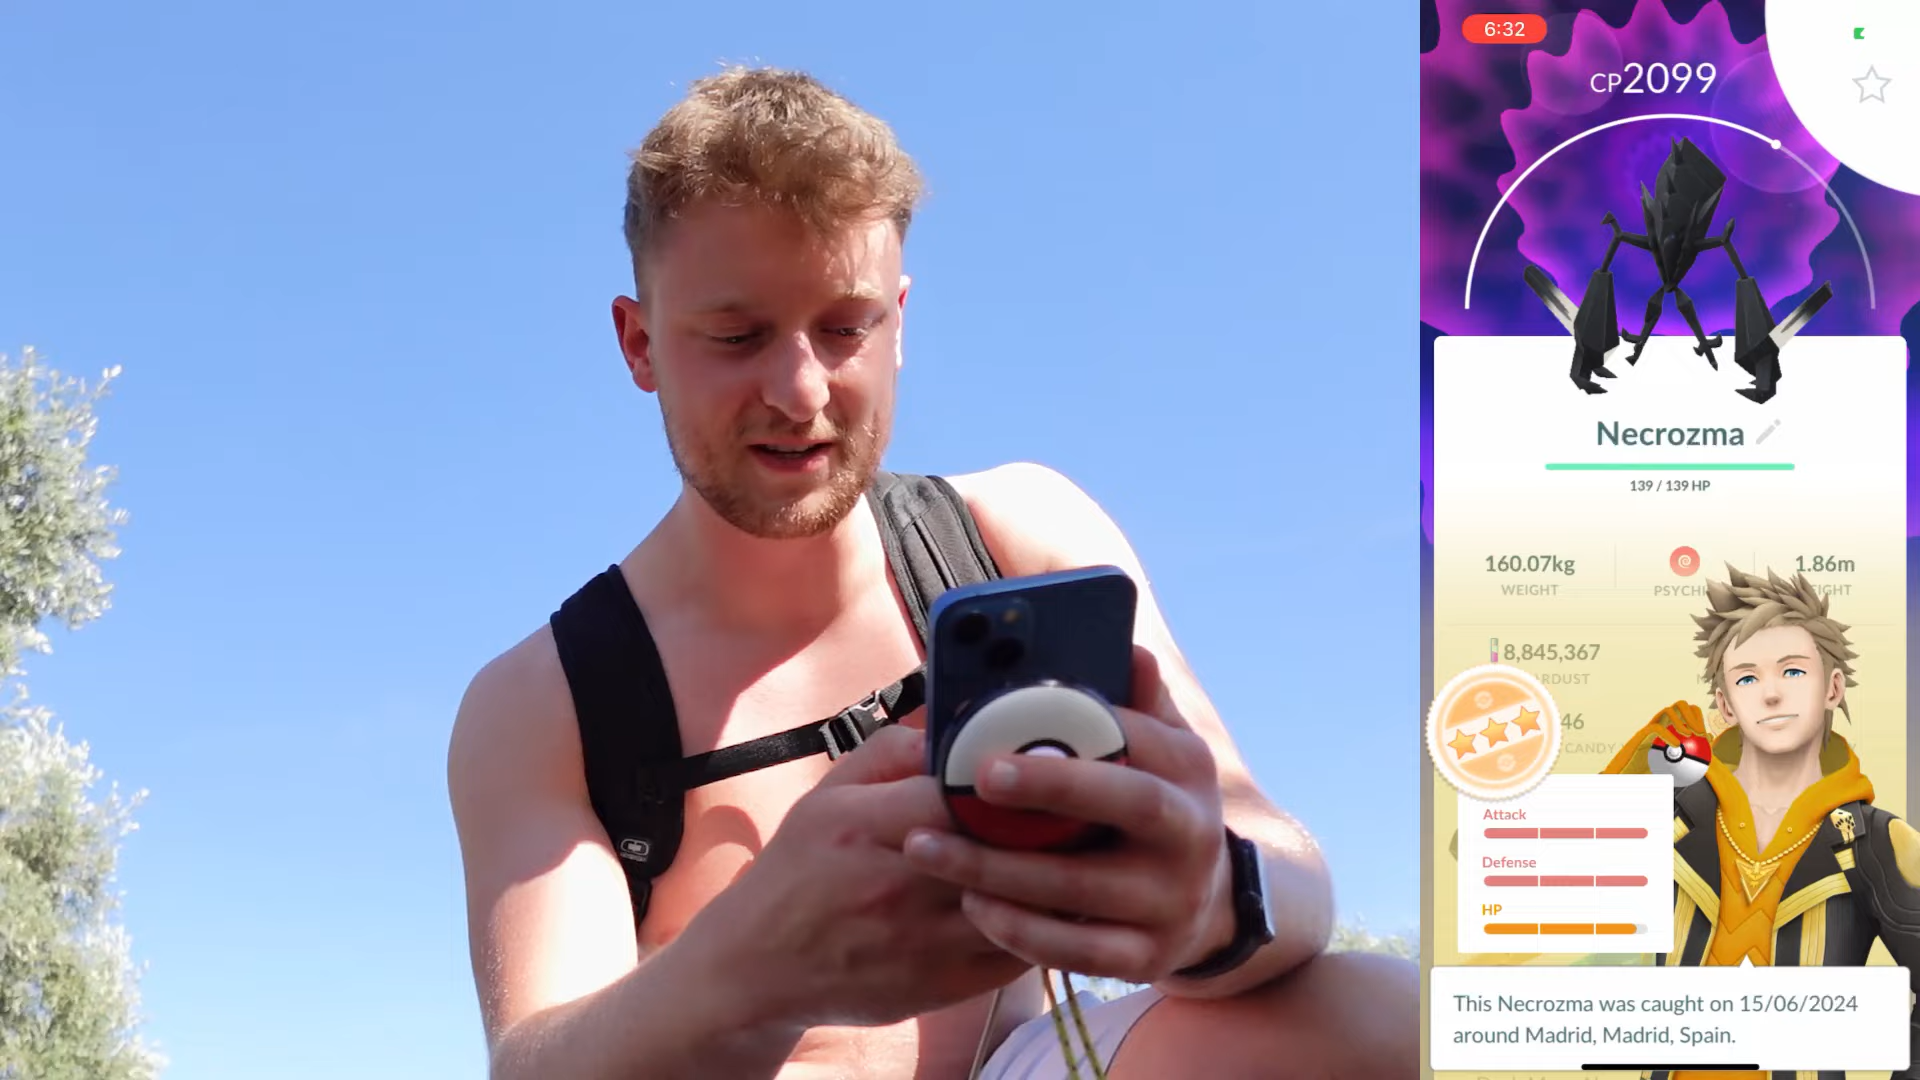 6:32
CP2099
Necrozma
139 / 139 HP
160.07kg
1.86m
WEIGHT
8,845,367
Attack
Defense
HP
This Necrozma was caught on 15/06/2024
around Madrid, Madrid, Spain.